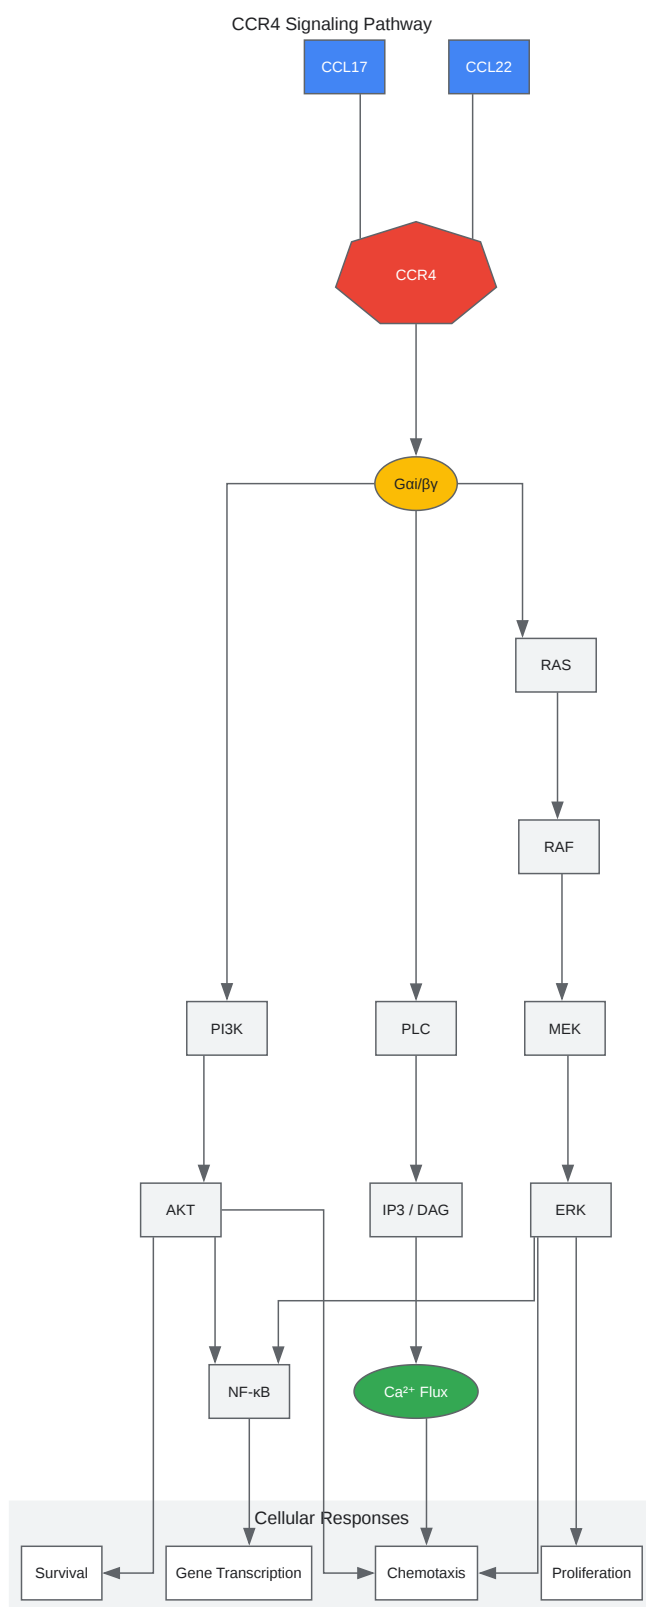 CCR4 Signaling Pathway
CCL17
CCL22
CCR4
Gαi/βγ
RAS
RAF
PI3K
PLC
MEK
AKT
IP3 / DAG
ERK
NF-κB
Ca²⁺ Flux
Cellular Responses
Survival
Gene Transcription
Chemotaxis
Proliferation